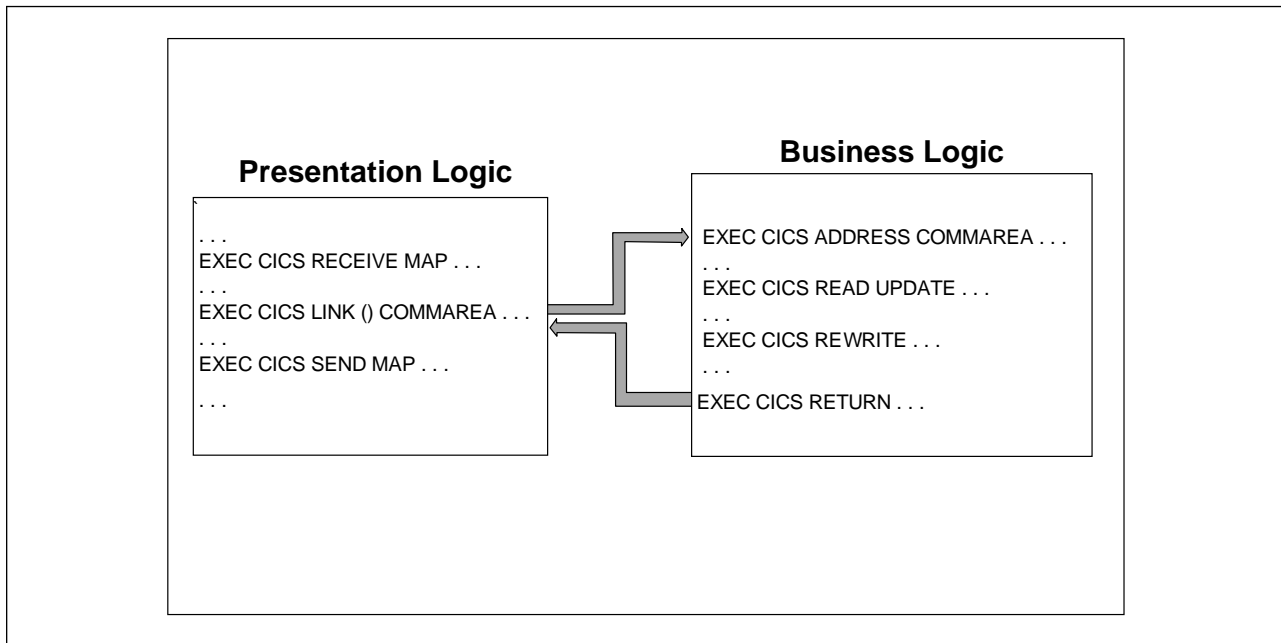 Presentation Logic
`
. . .
EXEC CICS RECEIVE MAP . . .
. . .
EXEC CICS LINK () COMMAREA . . .
. . .
EXEC CICS SEND MAP . . .
. . .
Business Logic
EXEC CICS ADDRESS COMMAREA . . .
. . .
EXEC CICS READ UPDATE . . .
. . .
EXEC CICS REWRITE . . .
. . .
EXEC CICS RETURN . . .